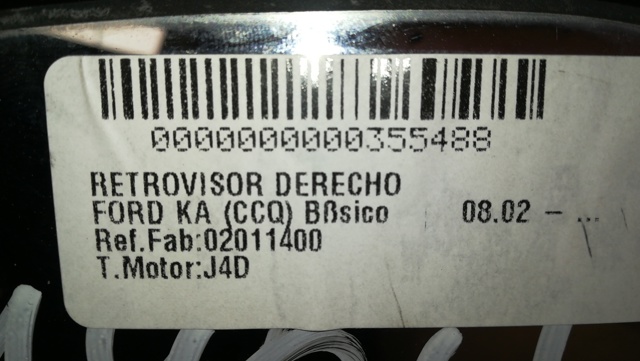 0000000000355488
RETROVISOR DERECHO
FORD KA (CCQ) Bßsico 08.02 - ...
Ref.Fab:02011400
T.Motor:J4D